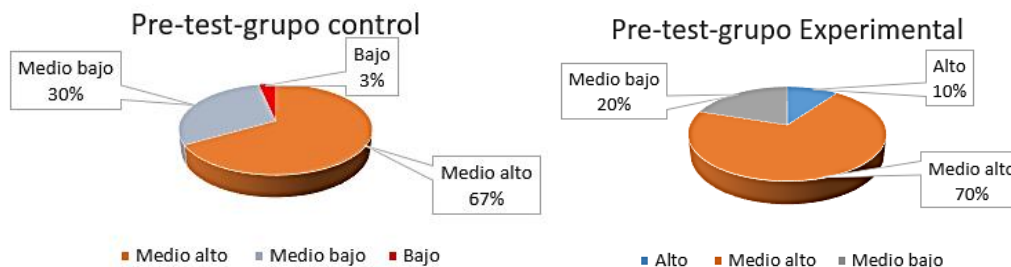 Pre-test-grupo control
Medio bajo
30%
Bajo
3%
Medio alto
67%
Medio alto Medio bajo Bajo
Pre-test-grupo Experimental
Medio bajo
20%
Alto
10%
Medio alto
70%
Alto Medio alto Medio bajo